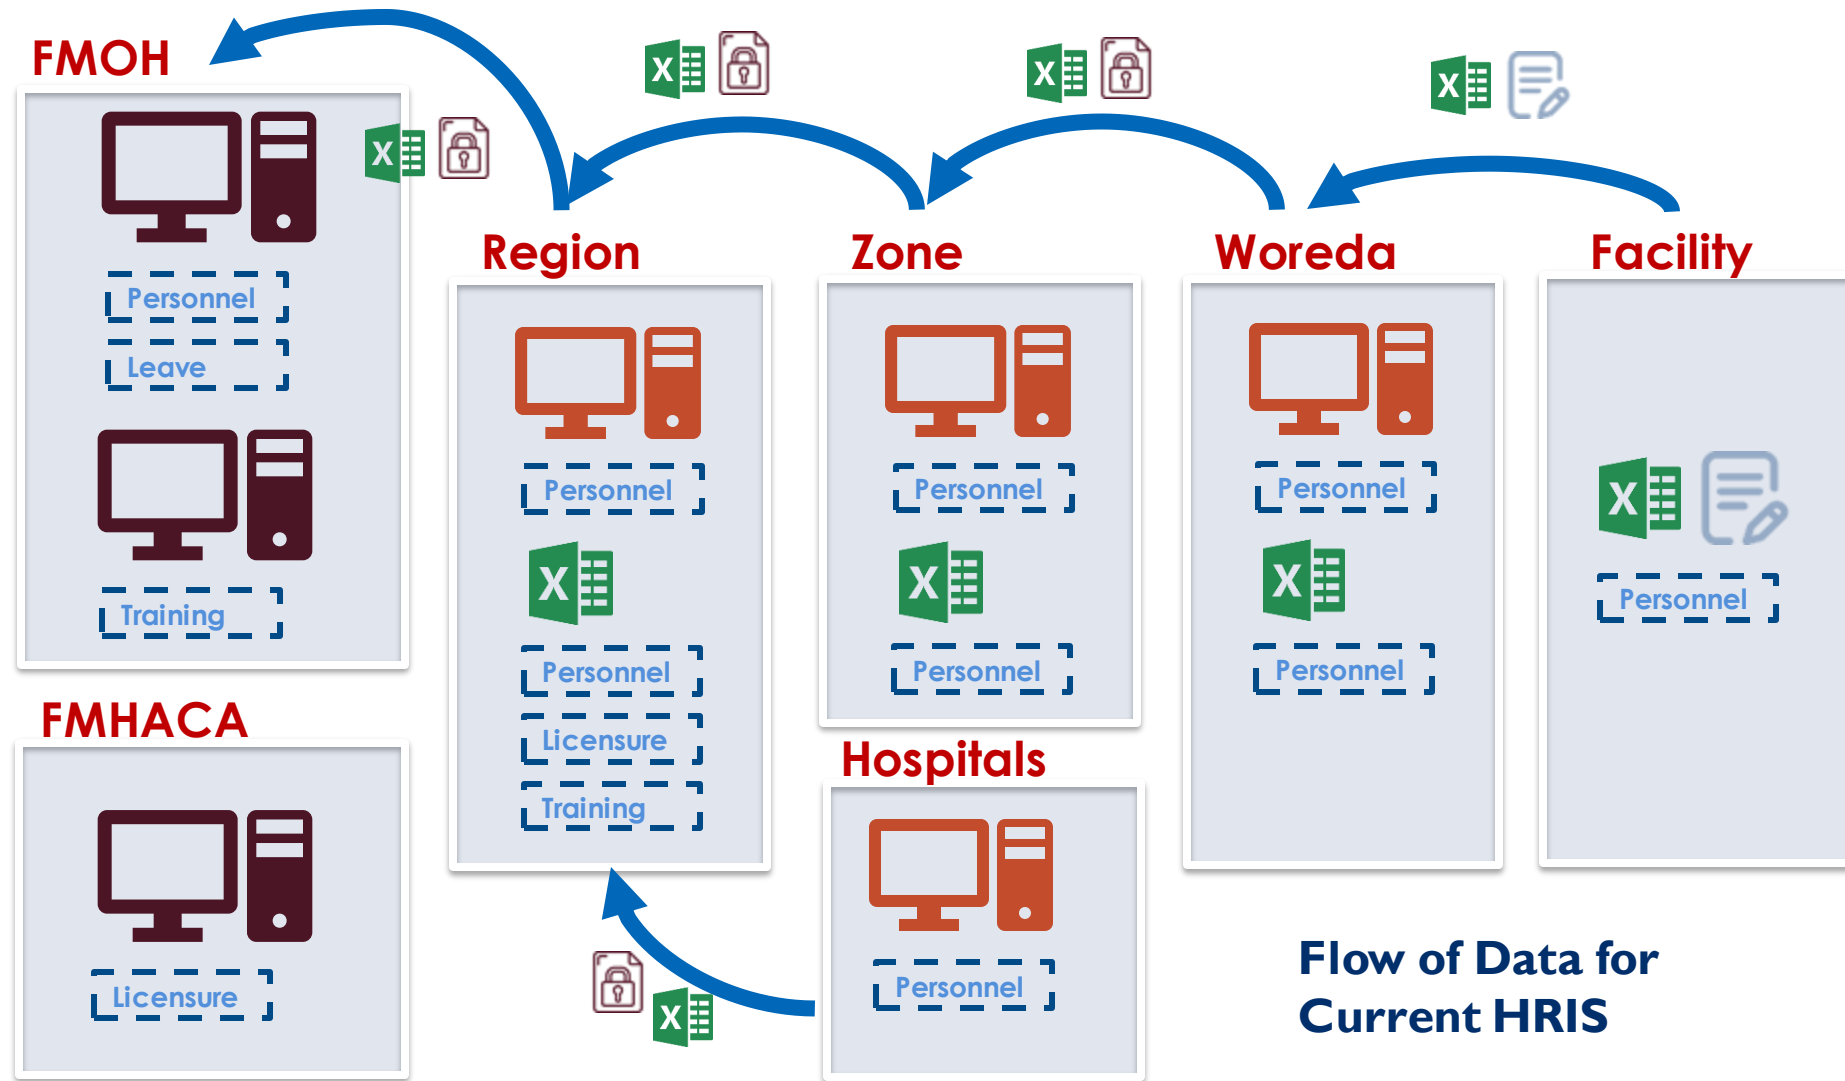 FMOH
Personnel
Leave
Training
FMHACA
Licensure
Region
Personnel
X
Personnel
Licensure
Training
Zone
Personnel
X
Personnel
Hospitals
Personnel
Woreda
Personnel
X
Personnel
Facility
X
Personnel
X
X
X
X
X
Flow of Data for
Current HRIS